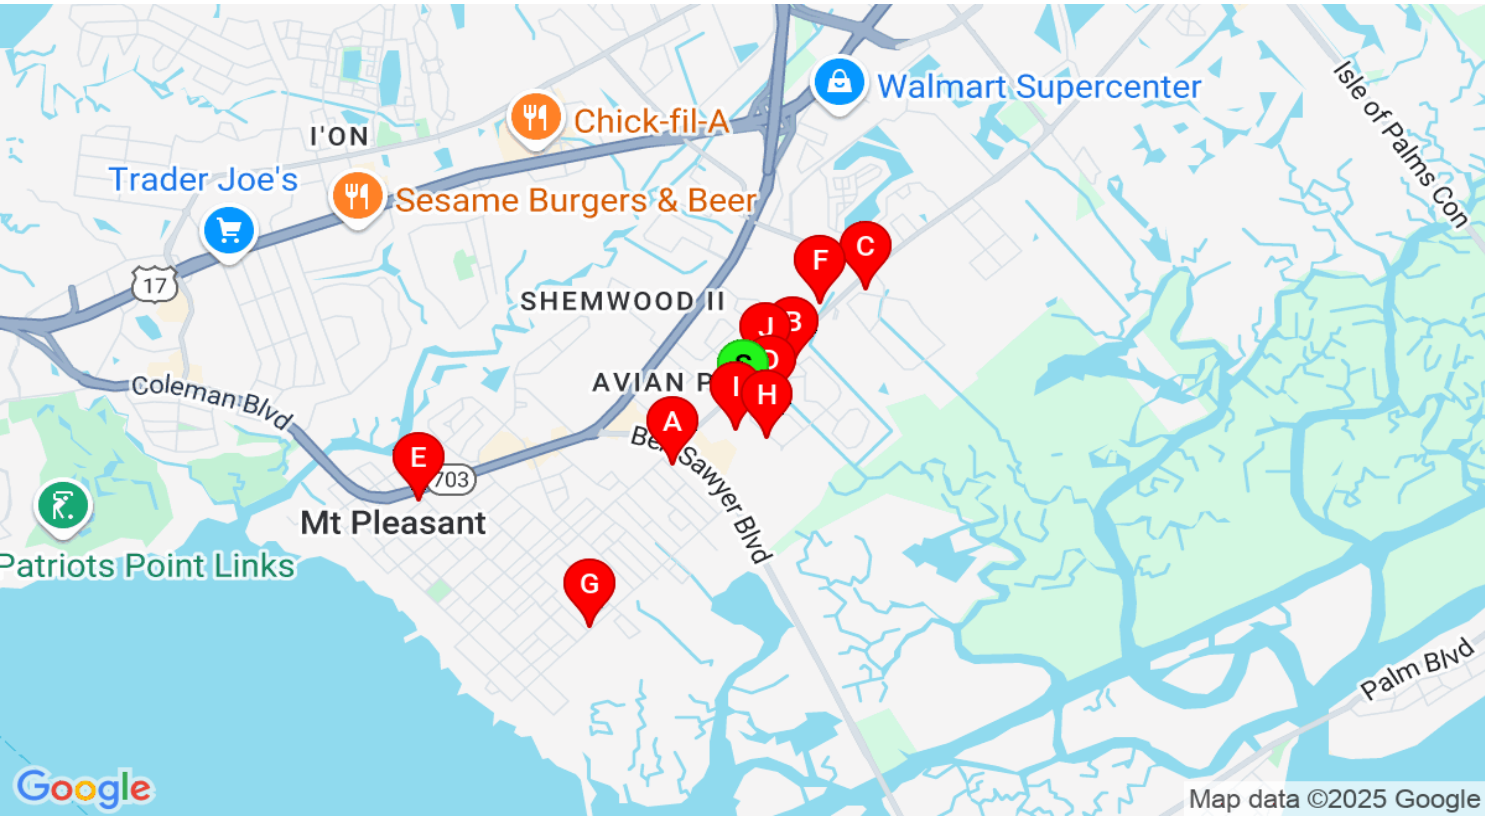 Isle of Palms Con
Walmart Supercenter
Chick-fil-A
I'ON
Trader Joe's
Sesame Burgers & Beer
C
F
17
SHEMWOOD II
J B
S D
AVIAN P
I
H
Coleman Blvd
A
Ben Sawyer Blvd
E
703
Mt Pleasant
Patriots Point Links
G
Palm Blvd
Google
Map data ©2025 Google